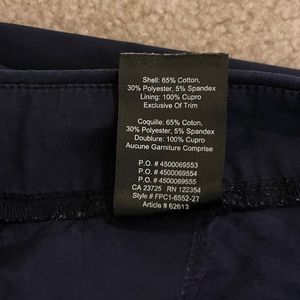 Shell: 65% Cotton,
30% Polyester, 5% Spandex
Lining: 100% Cupro
Exclusive Of Trim
Coquille: 65% Cotton,
30% Polyester, 5% Spandex
Doublure: 100% Cupro
Aucune Garniture Comprise
P.O. # 4500069553
P.O. # 4500069554
P.O. # 4500069555
CA 23725 RN 122354
Style # FPC1-6552-27
Article # 62612